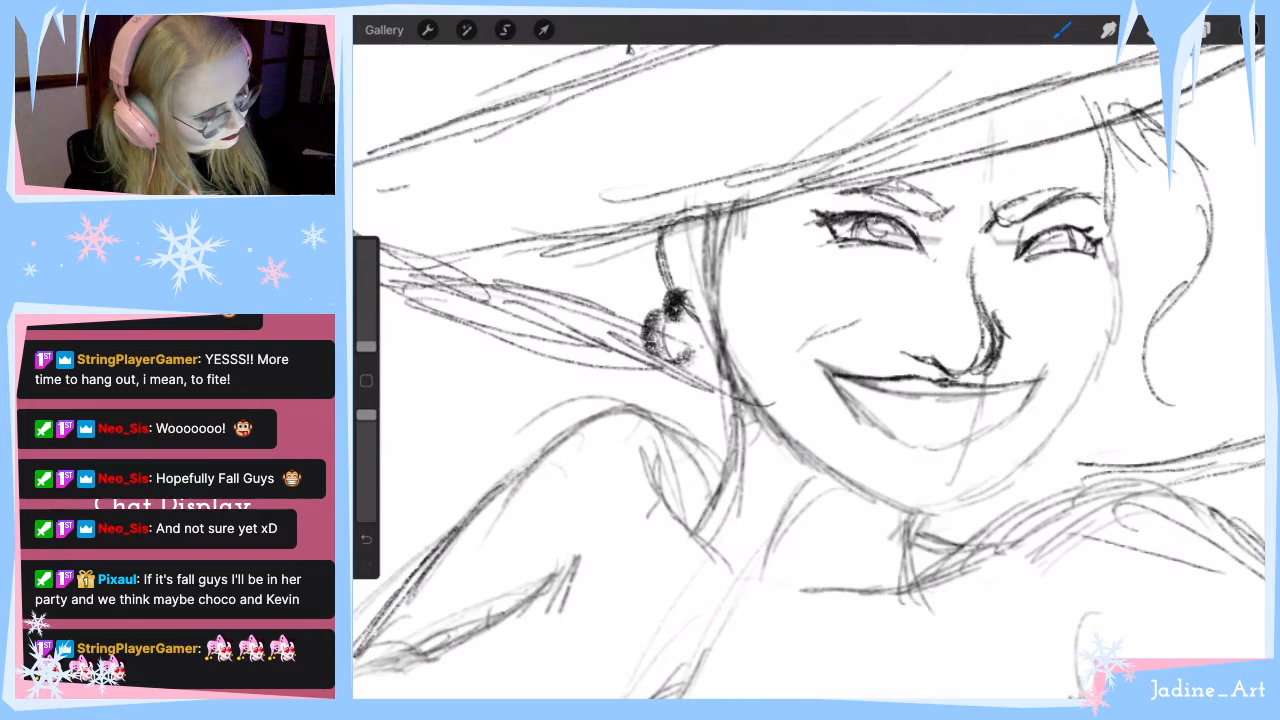 Gallery
StringPlayerGamer: YESSS!! More
time to hang out, i mean, to fite!
Neo_Sis: Wooooooo!
Neo_Sis: Hopefully Fall Guys
Chat Display
Neo_Sis: And not sure yet xD
Pixaul: If it's fall guys I'll be in her
party and we think maybe choco and Kevin
StringPlayerGamer:
Jadine_Art